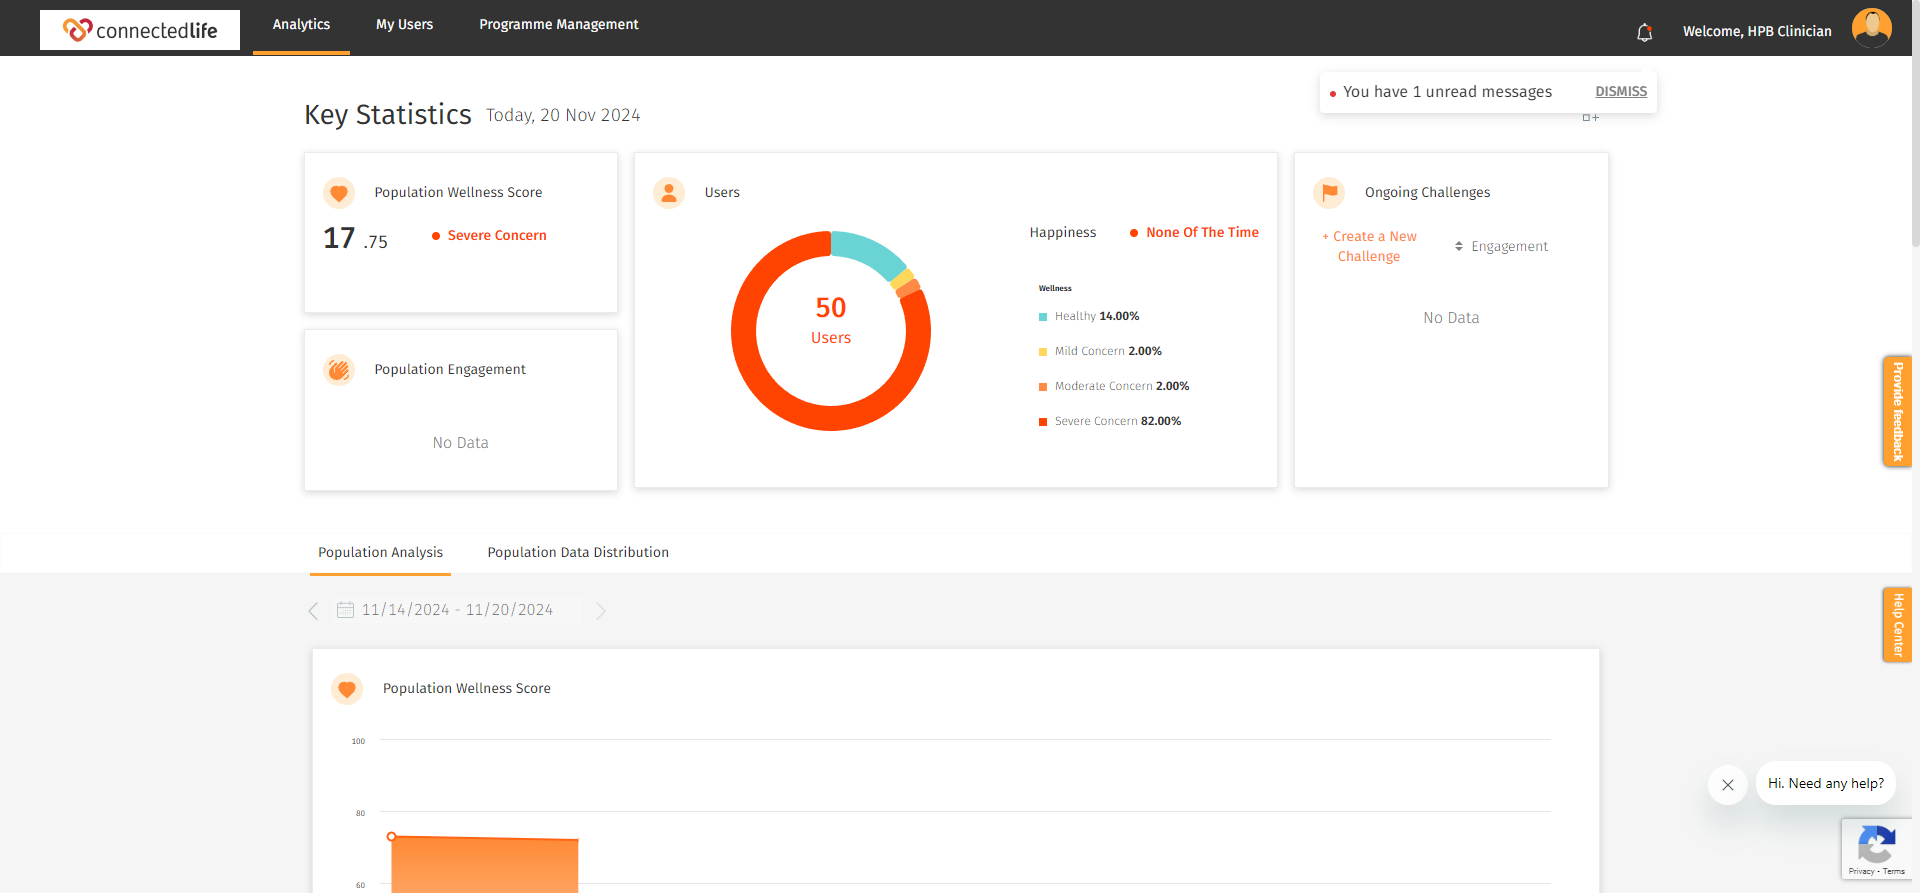 connectedlife
Analytics
My Users
Programme Management
Welcome, HPB Clinician
You have 1 unread messages
DISMISS
Key Statistics
Today, 20 Nov 2024
Population Wellness Score
17 .75
Severe Concern
Population Engagement
No Data
Users
50
Users
Happiness
None Of The Time
Wellness
Healthy 14.00%
Mild Concern 2.00%
Moderate Concern 2.00%
Severe Concern 82.00%
Ongoing Challenges
+ Create a New
Challenge
Engagement
No Data
Provide feedback
Population Analysis
Population Data Distribution
11/14/2024 - 11/20/2024
Help Center
Population Wellness Score
100
80
60
Hi. Need any help?
Privacy - Terms